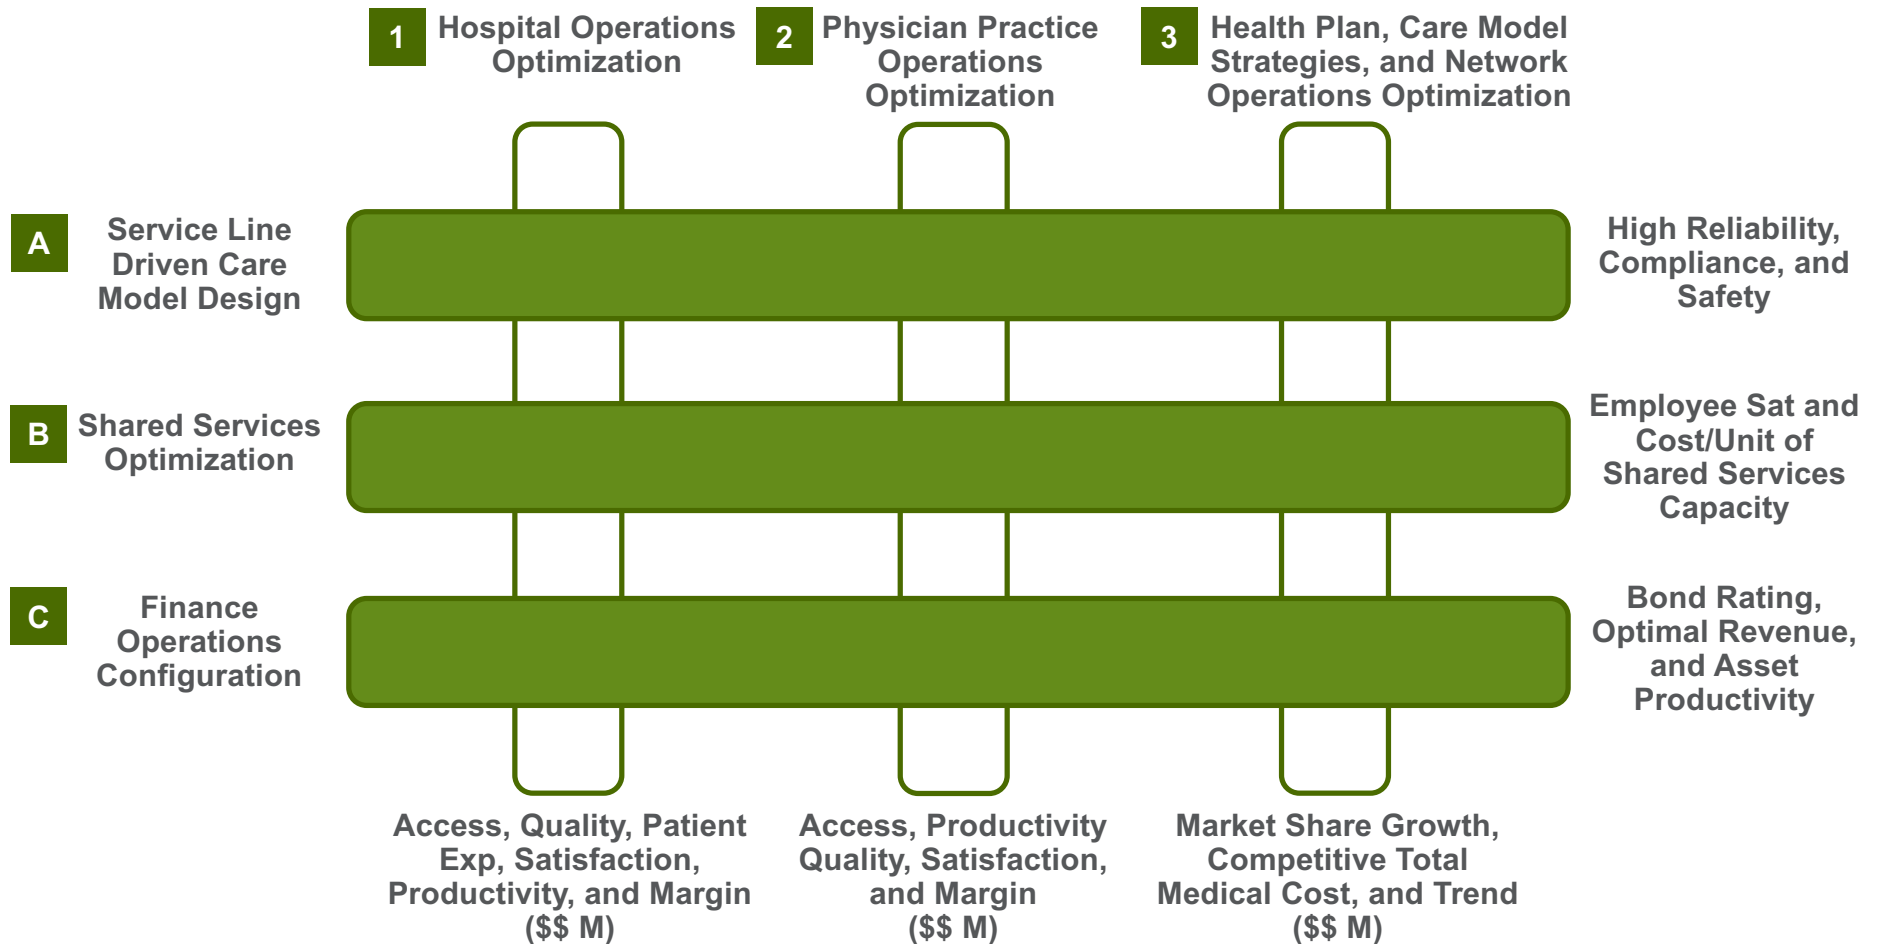 1
Hospital Operations
Optimization
2
Physician Practice
Operations
Optimization
3
Health Plan, Care Model
Strategies, and Network
Operations Optimization
A
Service Line
Driven Care
Model Design
High Reliability,
Compliance, and
Safety
B
Shared Services
Optimization
Employee Sat and
Cost/Unit of
Shared Services
Capacity
C
Finance
Operations
Configuration
Bond Rating,
Optimal Revenue,
and Asset
Productivity
Access, Quality, Patient
Exp, Satisfaction,
Productivity, and Margin
($$ M)
Access, Productivity
Quality, Satisfaction,
and Margin
($$ M)
Market Share Growth,
Competitive Total
Medical Cost, and Trend
($$ M)